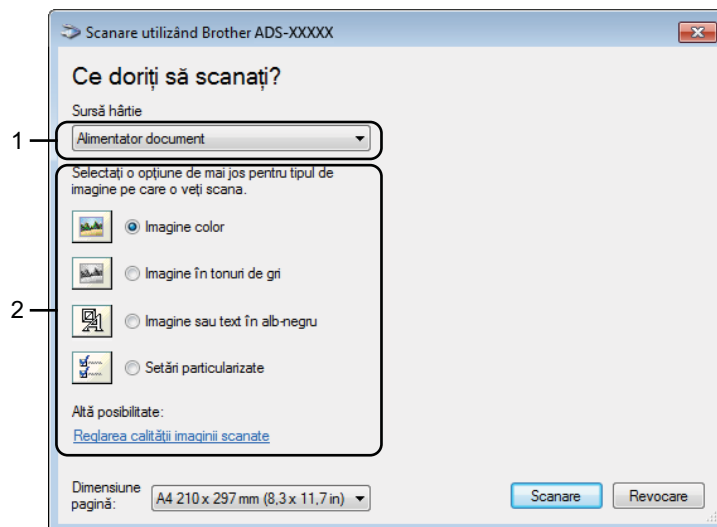 Scanare utilizând Brother ADS-XXXXX
Ce doriți să scanați?
Sursă hârtie
1
Alimentator document
Selectați o opțiune de mai jos pentru tipul de
imagine pe care o veți scana.
Imagine color
Imagine în tonuri de gri
2
Imagine sau text în alb-negru
Setări particularizate
Altă posibilitate:
Reglarea calității imaginii scanate
Dimensiune
pagină:
A4 210 x 297 mm (8,3 x 11,7 in)
Scanare
Revocare